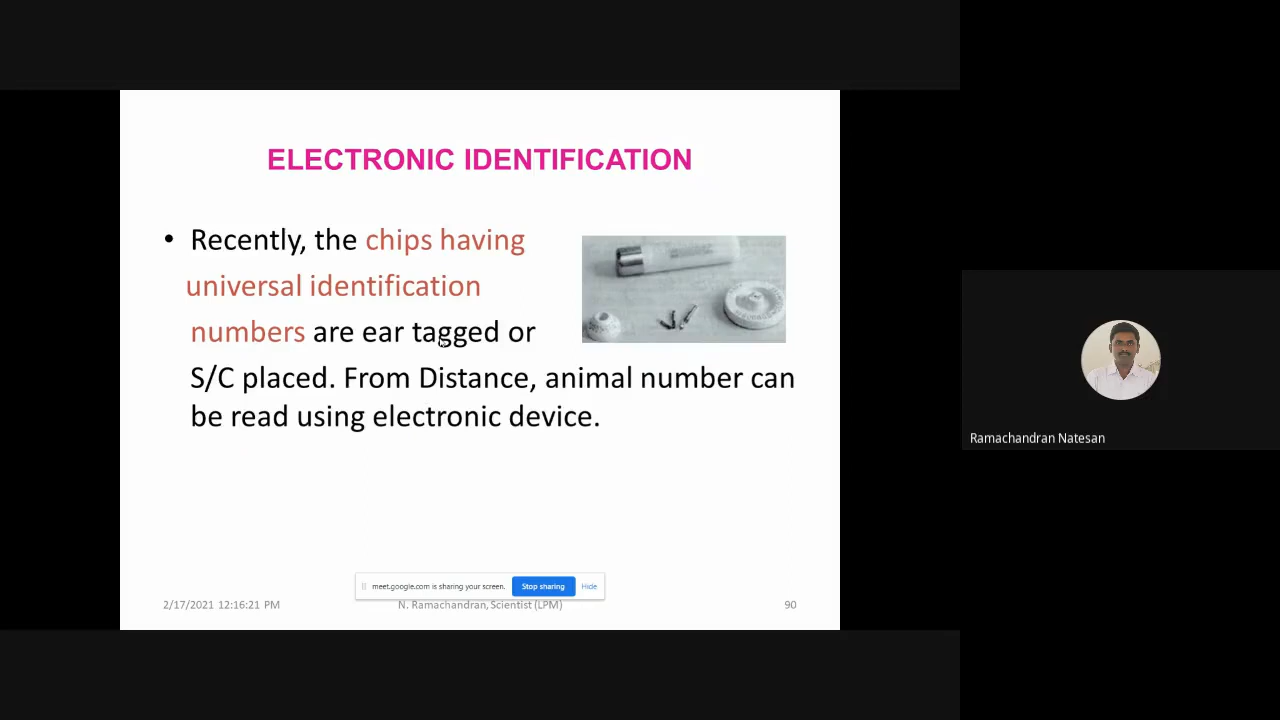 ELECTRONIC IDENTIFICATION
• Recently, the chips having
universal identification
numbers are ear tagged or
S/C placed. From Distance, animal number can
be read using electronic device.
meet.google.com is sharing your screen. Stop sharing Hide
2/17/2021 12:16:21 PM N. Ramachandran, Scientist (LPM) 90
Ramachandran Natesan